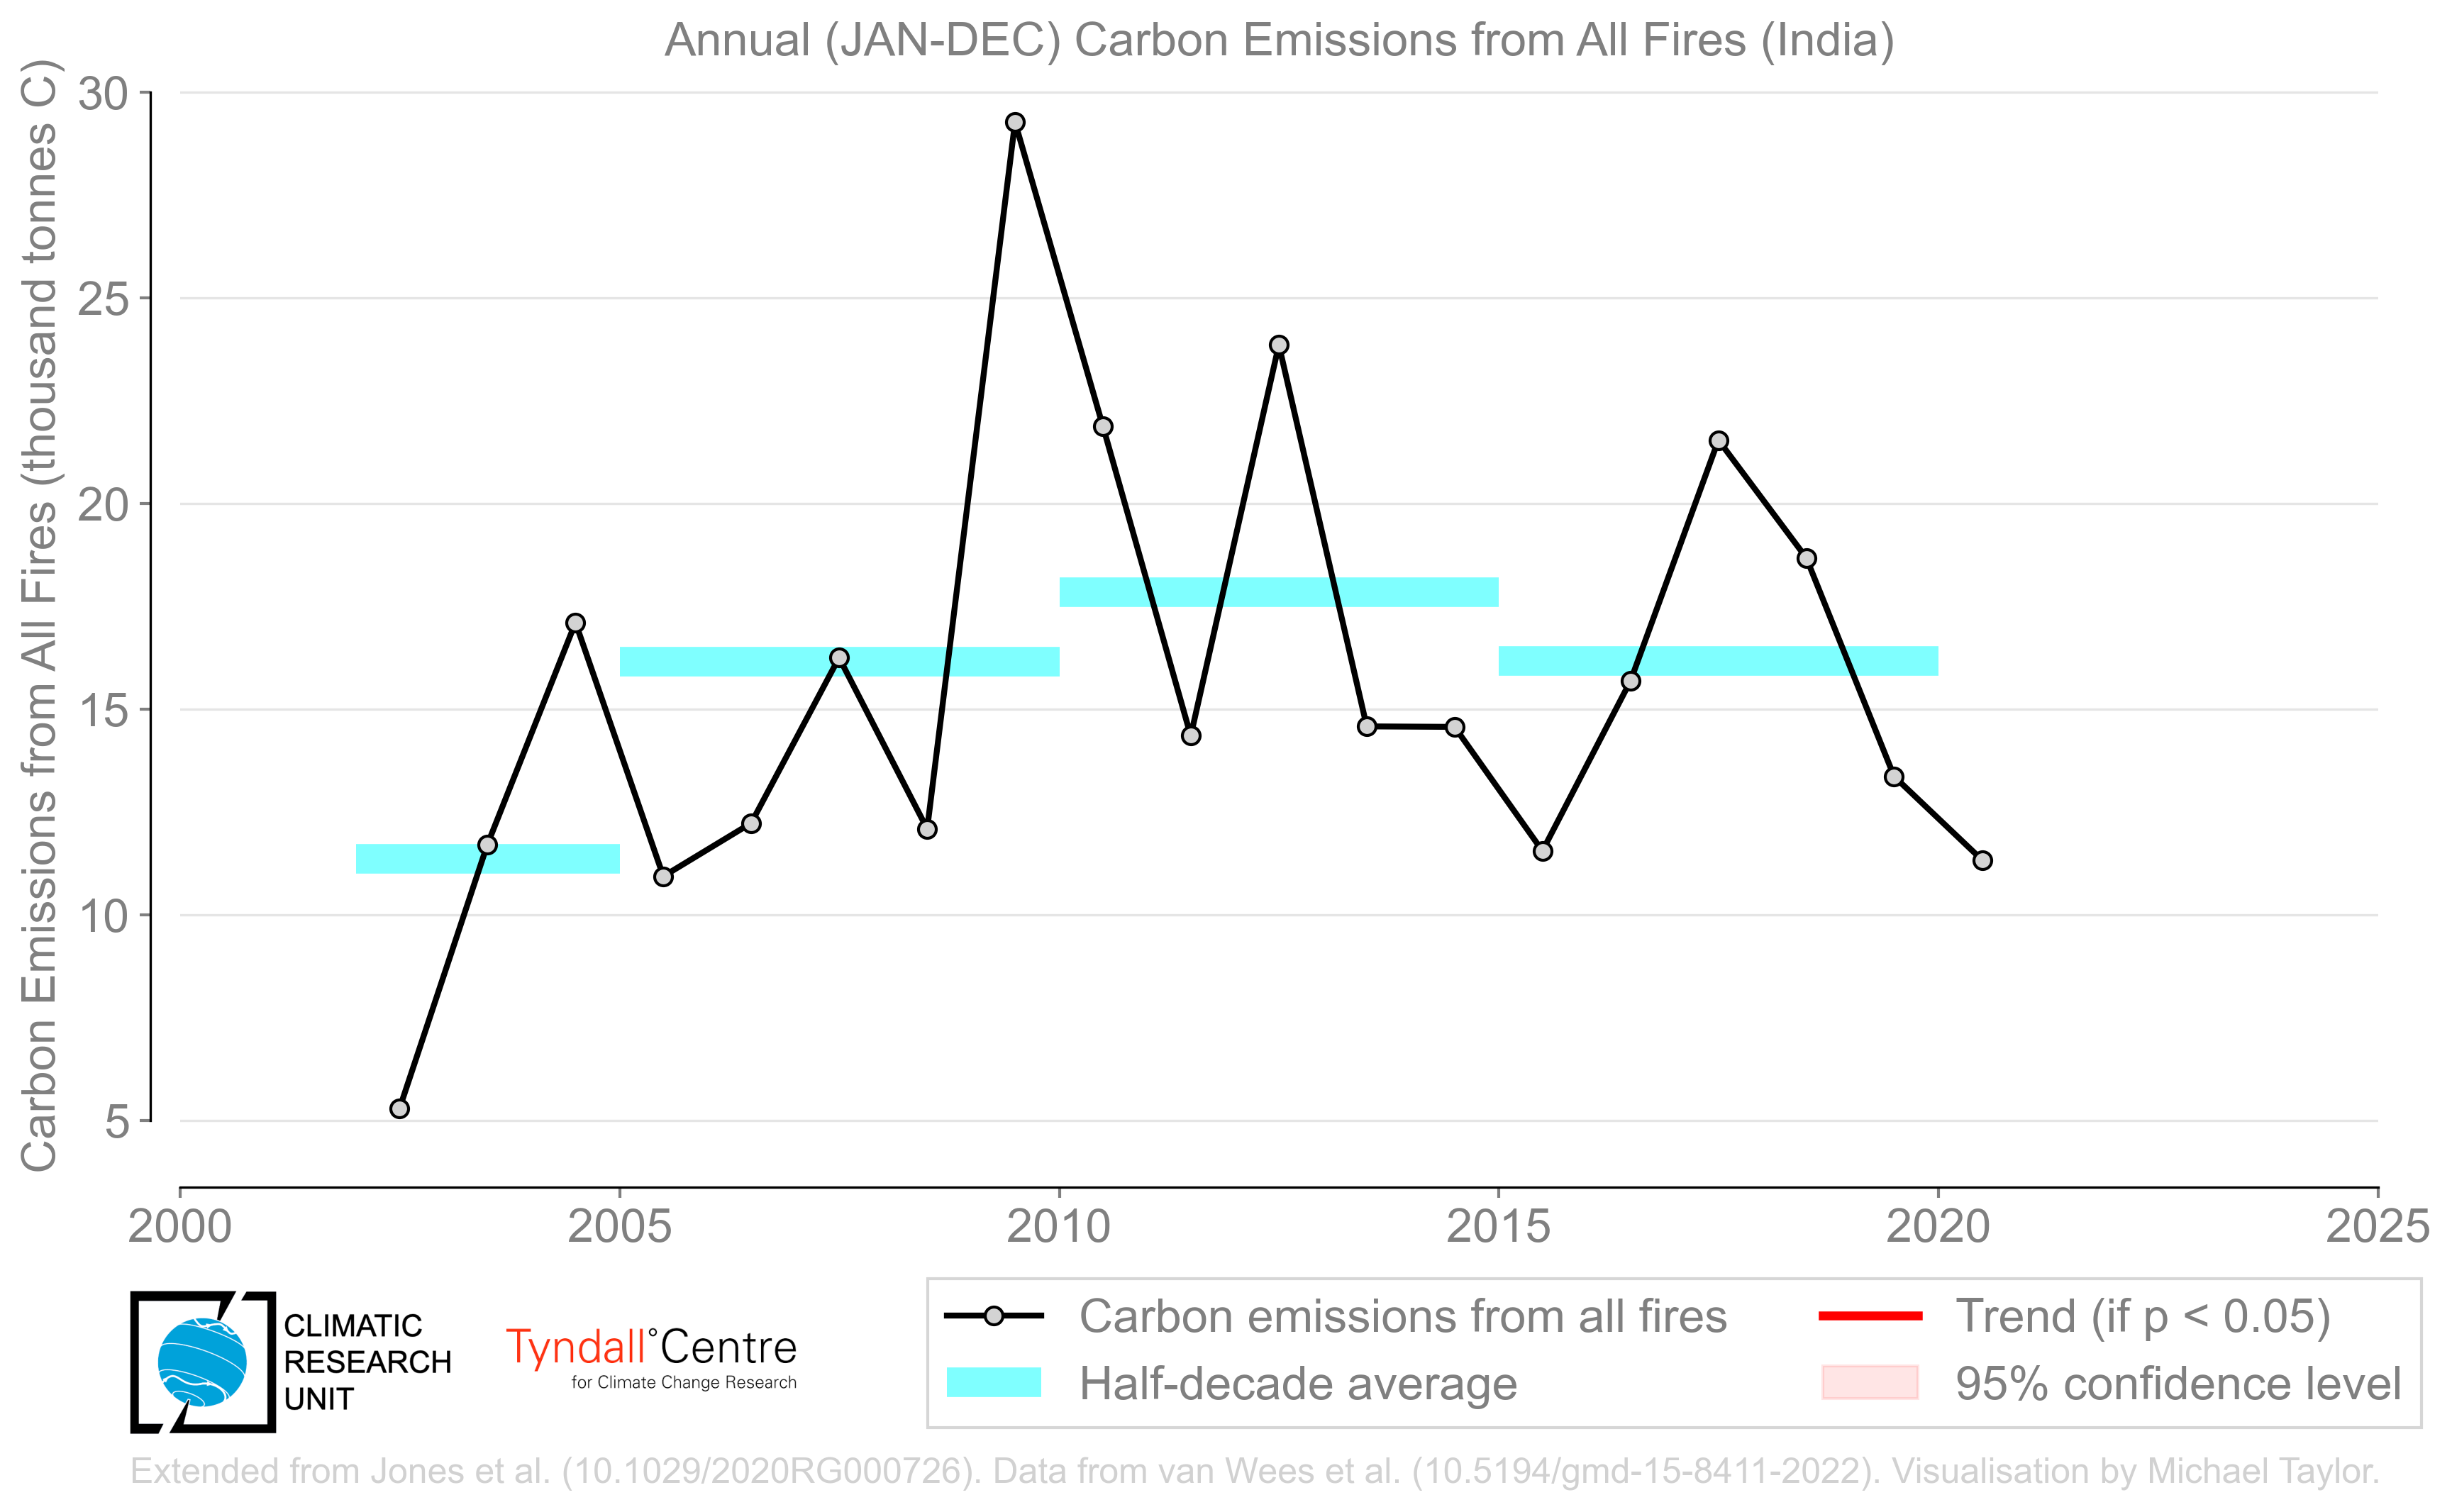 Annual (JAN-DEC) Carbon Emissions from All Fires (India)
Carbon Emissions from All Fires (thousand tonnes C)
30
25
20
15
10
5
2000
2005
2010
2015
2020
2025
CLIMATIC
RESEARCH
UNIT
Tyndall°Centre
for Climate Change Research
Carbon emissions from all fires
Half-decade average
Trend (if p < 0.05)
95% confidence level
Extended from Jones et al. (10.1029/2020RG000726). Data from van Wees et al. (10.5194/gmd-15-8411-2022). Visualisation by Michael Taylor.